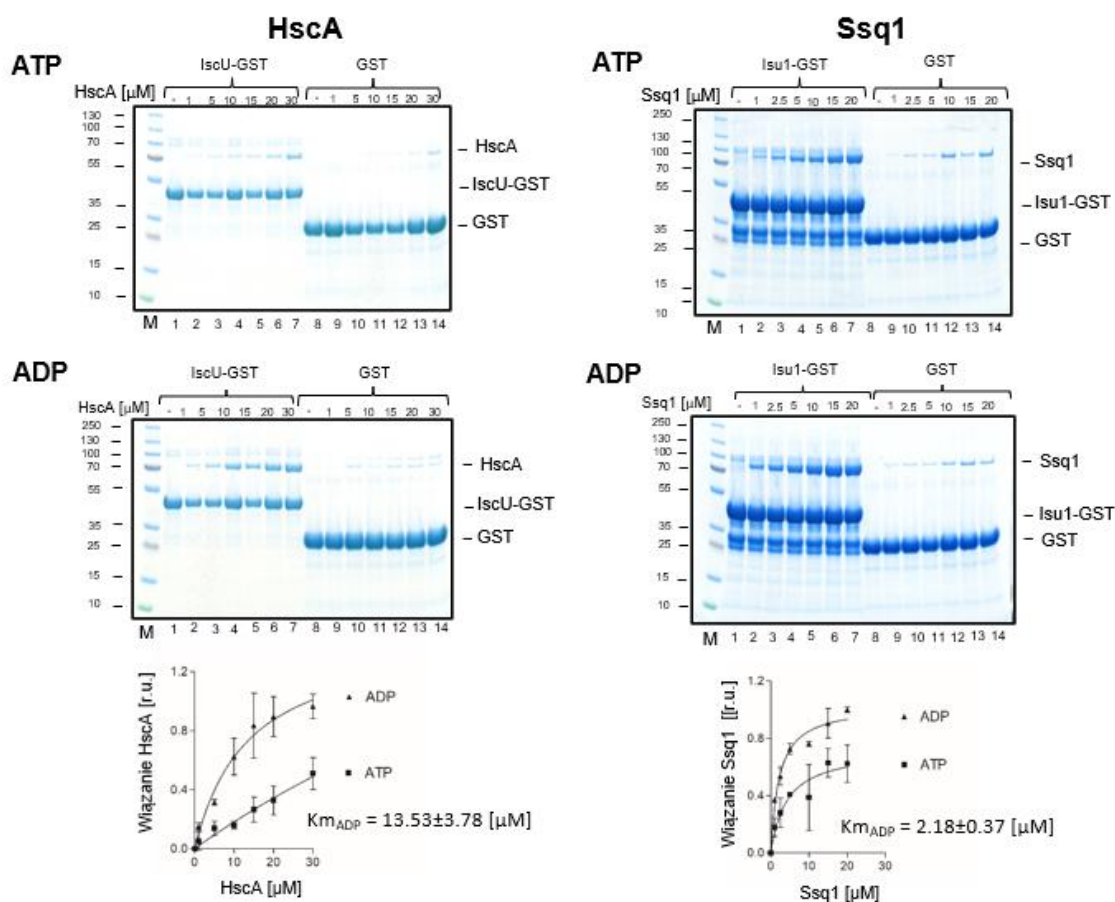 HscA
ATP
IscU-GST GST
HscA [µM] - 1 5 10 15 20 30 - 1 5 10 15 20 30
130
100
70
55
35
25
15
10
HscA
IscU-GST
GST
M 1 2 3 4 5 6 7 8 9 10 11 12 13 14
ADP
IscU-GST GST
HscA [µM] - 1 5 10 15 20 30 - 1 5 10 15 20 30
250
130
100
70
55
35
25
15
10
HscA
IscU-GST
GST
M 1 2 3 4 5 6 7 8 9 10 11 12 13 14
1.2
0.8
0.4
0.0
0 10 20 30
Wiązanie HscA [r.u.]
HscA [µM]
ADP
ATP
KmADP = 13.53±3.78 [µM]
Ssq1
ATP
Isu1-GST GST
Ssq1 [µM] - 1 2.5 5 10 15 20 - 1 2.5 5 10 15 20
250
130
100
70
55
35
25
15
10
Ssq1
Isu1-GST
GST
M 1 2 3 4 5 6 7 8 9 10 11 12 13 14
ADP
Isu1-GST GST
Ssq1 [µM] - 1 2.5 5 10 15 20 - 1 2.5 5 10 15 20
250
130
100
70
55
35
25
15
10
Ssq1
Isu1-GST
GST
M 1 2 3 4 5 6 7 8 9 10 11 12 13 14
1.2
0.8
0.4
0.0
0 10 20 30
Wiązanie Ssq1 [[r.u.]
Ssq1 [µM]
ADP
ATP
KmADP = 2.18±0.37 [µM]